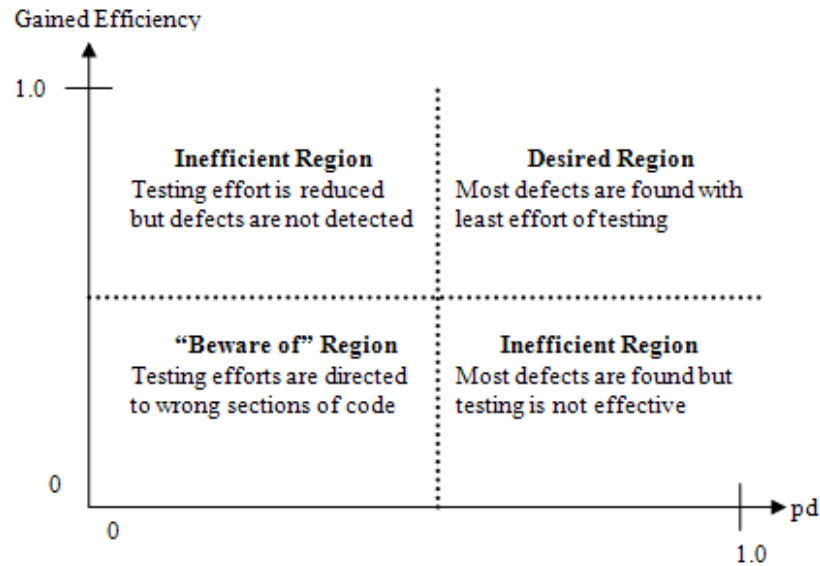 Gained Efficiency
1.0
Inefficient Region
Testing effort is reduced
but defects are not detected
Desired Region
Most defects are found with
least effort of testing
“Beware of” Region
Testing efforts are directed
to wrong sections of code
Inefficient Region
Most defects are found but
testing is not effective
0
0
pd
1.0